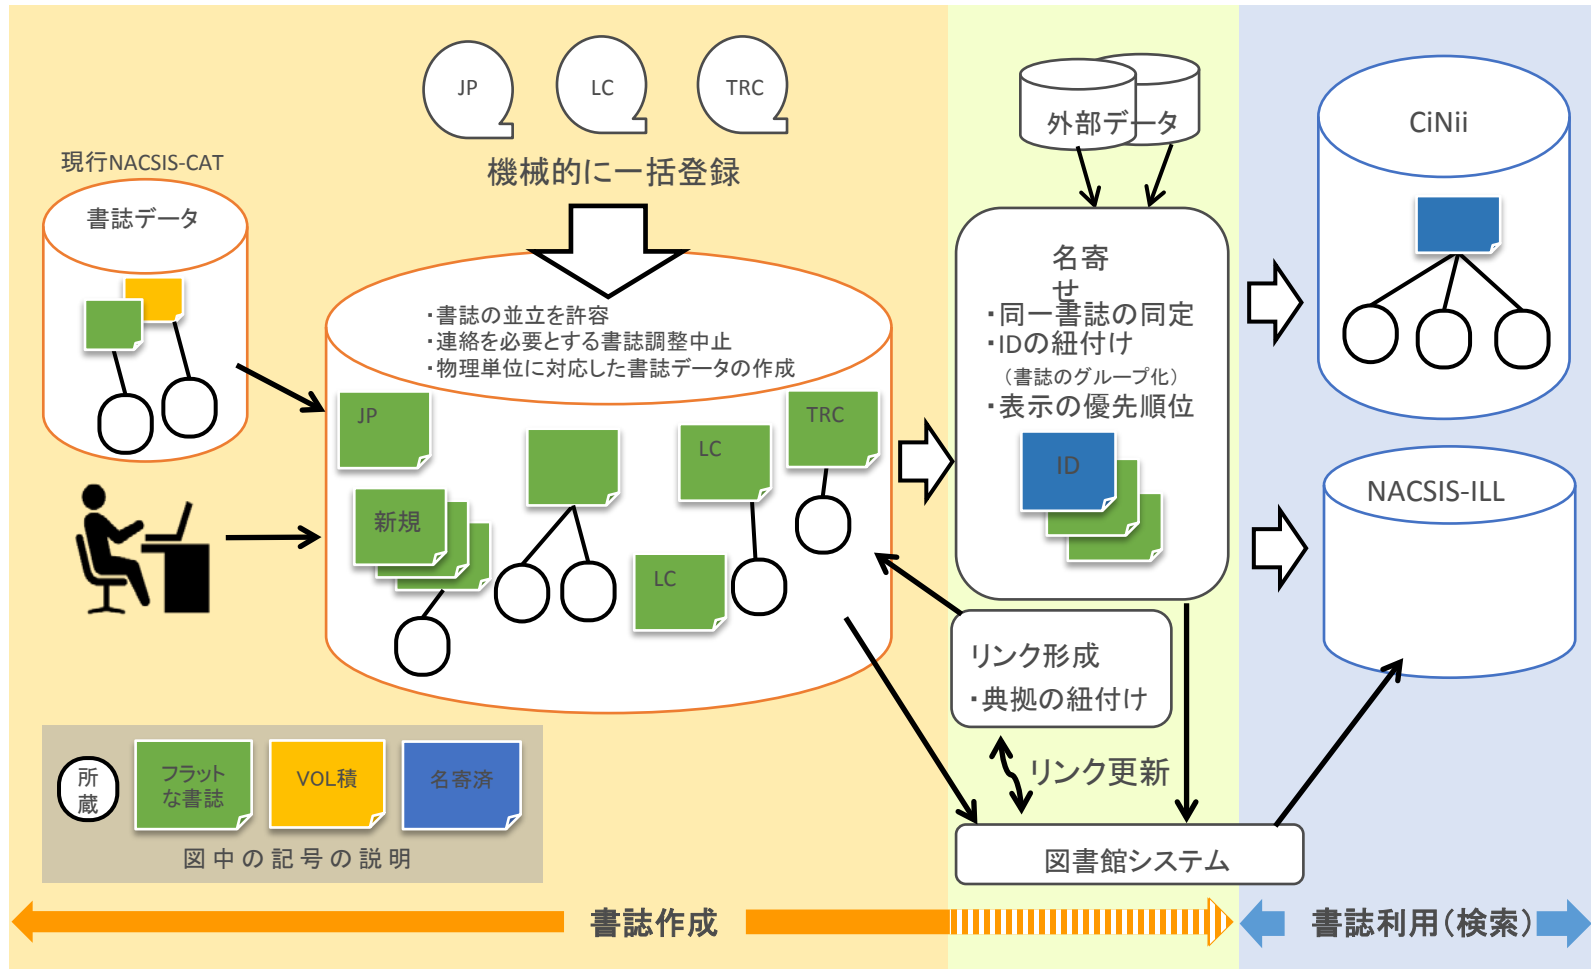 JP
LC
TRC
機械的に一括登録
現行NACSIS-CAT
書誌データ
・書誌の並立を許容
・連絡を必要とする書誌調整中止
・物理単位に対応した書誌データの作成
JP
TRC
LC
新規
LC
外部データ
名寄
せ
・同一書誌の同定
・IDの紐付け
（書誌のグループ化）
・表示の優先順位
ID
リンク形成
・典拠の紐付け
リンク更新
図書館システム
CiNii
NACSIS-ILL
所
蔵
フラット
な書誌
VOL積
名寄済
図中の記号の説明
書誌作成
書誌利用（検索）